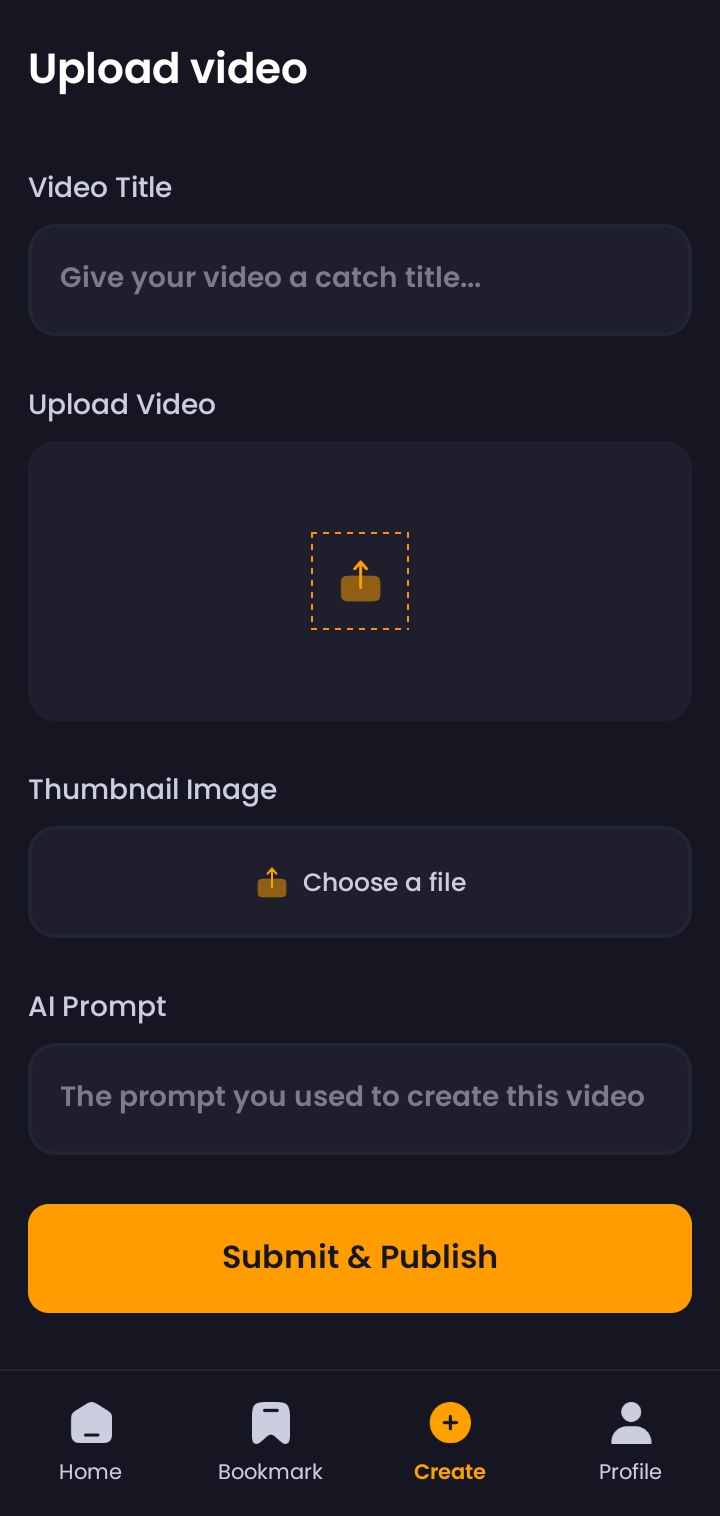 Upload video
Video Title
Give your video a catch title...
Upload Video
Thumbnail Image
Choose a file
AI Prompt
The prompt you used to create this video
Submit & Publish
Home
Bookmark
Create
Profile